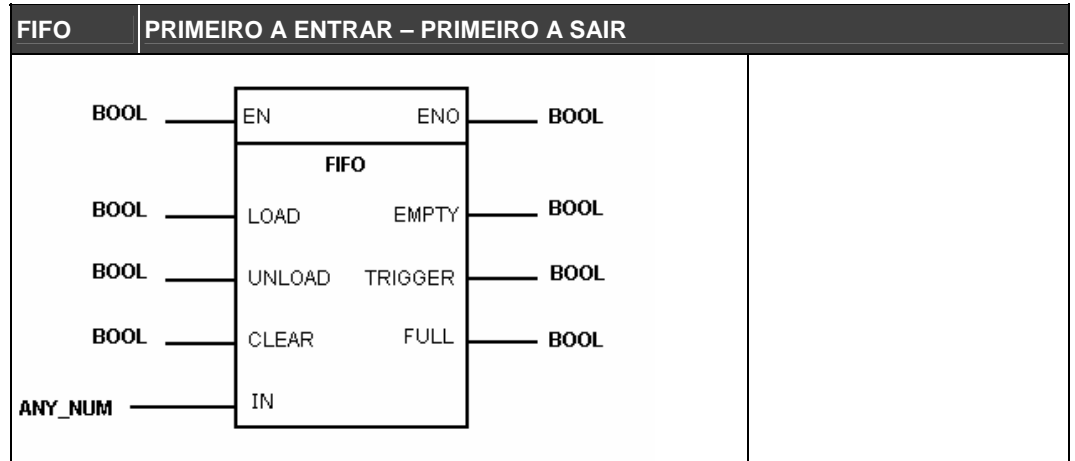 FIFO PRIMEIRO A ENTRAR – PRIMEIRO A SAIR
BOOL EN ENO BOOL
FIFO
BOOL LOAD EMPTY BOOL
BOOL UNLOAD TRIGGER BOOL
BOOL CLEAR FULL BOOL
ANY_NUM IN